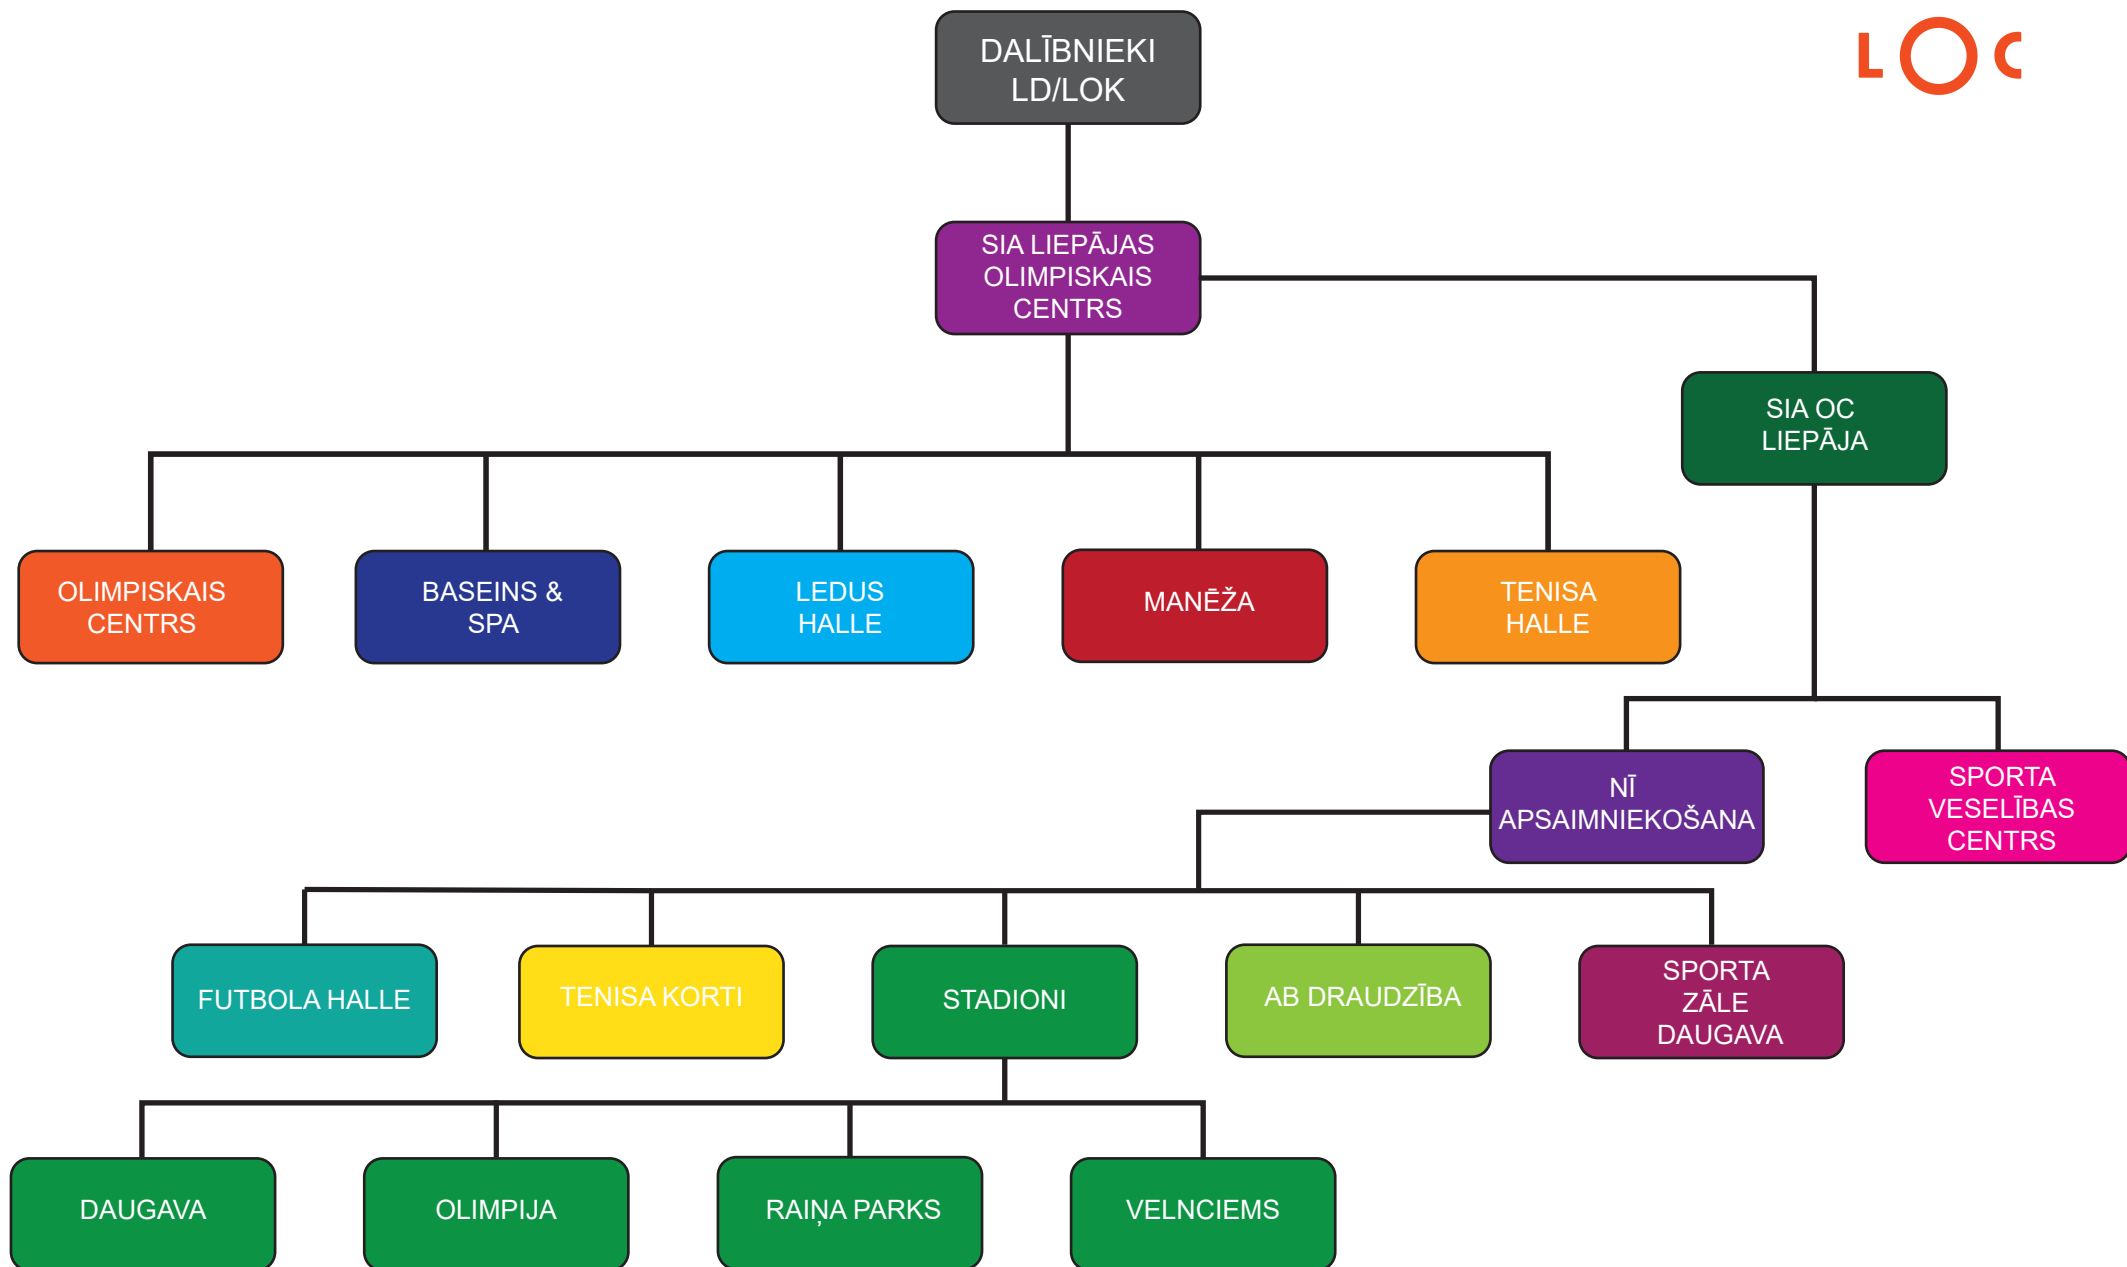 DALĪBNIEKI
LD/LOK
LOC
SIA LIEPĀJAS
OLIMPISKAIS
CENTRS
SIA OC
LIEPĀJA
OLIMPISKAIS
CENTRS
BASEINS &
SPA
LEDUS
HALLE
MANĒŽA
TENISA
HALLE
NĪ
APSAIMNIEKOŠANA
SPORTA
VESELĪBAS
CENTRS
FUTBOLA HALLE
TENISA KORTI
STADIONI
AB DRAUDZĪBA
SPORTA
ZĀLE
DAUGAVA
DAUGAVA
OLIMPIJA
RAIŅA PARKS
VELNCIEMS